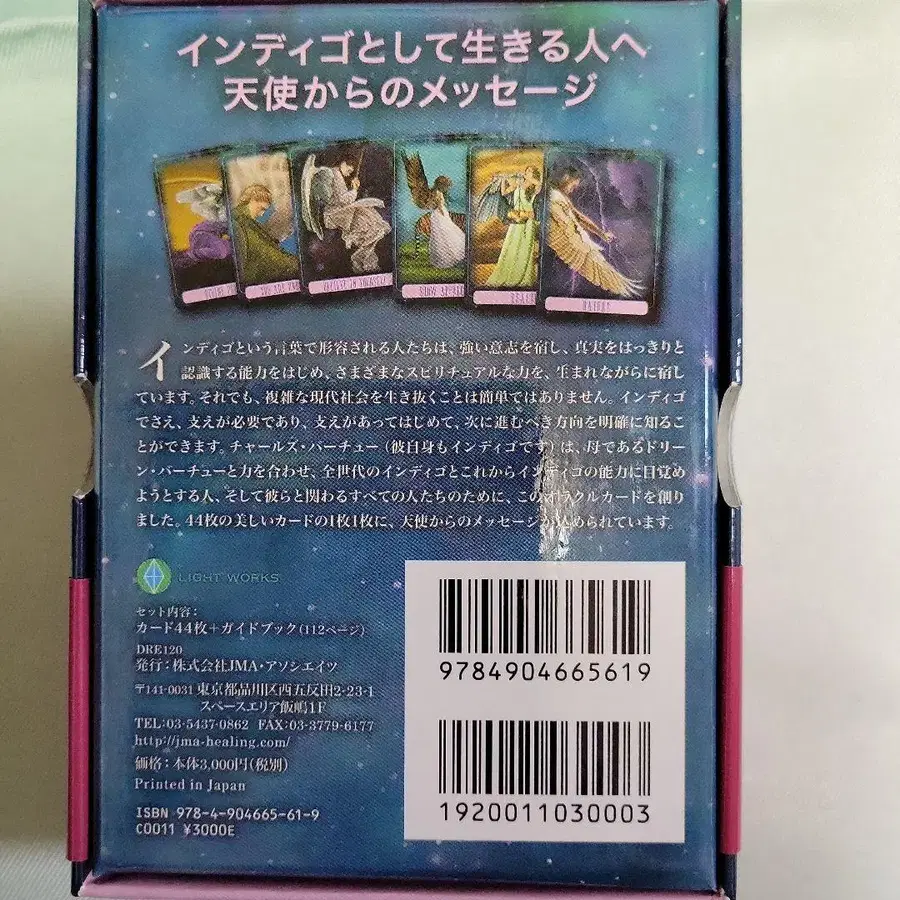 インディゴとして生きる人へ
天使からのメッセージ
BELIEVE IN YOURSELF
BAILEY
インディゴという言葉で形容される人たちは、強い意志を宿し、真実をはっきりと
認識する能力をはじめ、さまざまなスピリチュアルな力を、生まれながらに宿し
ています。それでも、複雑な現代社会を生き抜くことは簡単ではありません。インディゴ
でさえ、支えが必要であり、支えがあってはじめて、次に進むべき方向を明確に知るこ
とができます。チャールズ・バーチュー(彼自身もインディゴです)は、母であるドリー
ン・バーチューと力を合わせ、全世代のインディゴとこれからインディゴの能力に目覚め
ようとする人、そして彼らと関わるすべての人たちのために、このオラクルカードを創り
ました。44枚の美しいカードの1枚1枚に、天使からのメッセージが込められています。
LIGHT WORKS
セット内容:
カード44枚+ガイドブック(112ページ)
DRE120
発行:株式会社JMA・アソシエイツ
〒141-0031 東京都品川区西五反田2-23-1
スペースエリア飯嶋1F
TEL:03-5437-0862 FAX:03-3779-6177
http://jma-healing.com/
価格:本体3,000円(税別)
Printed in Japan
ISBN 978-4-904665-61-9
C0011 ¥3000E
9784904665619
1920011030003